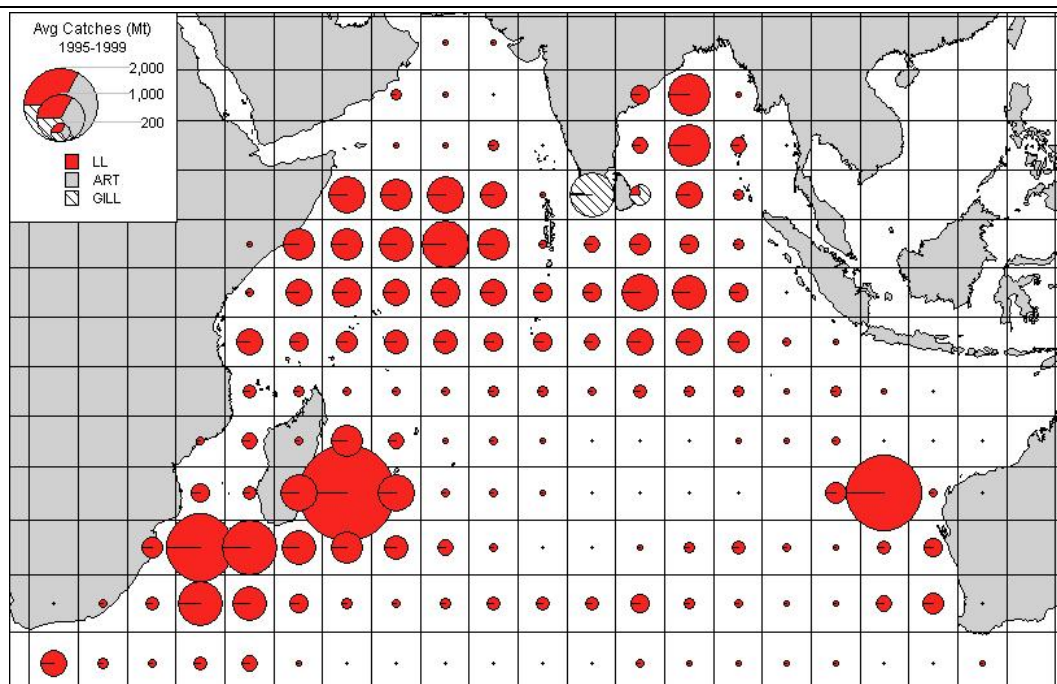 Avg Catches (Mt)
1995-1999
2,000
1,000
200
LL
ART
GILL